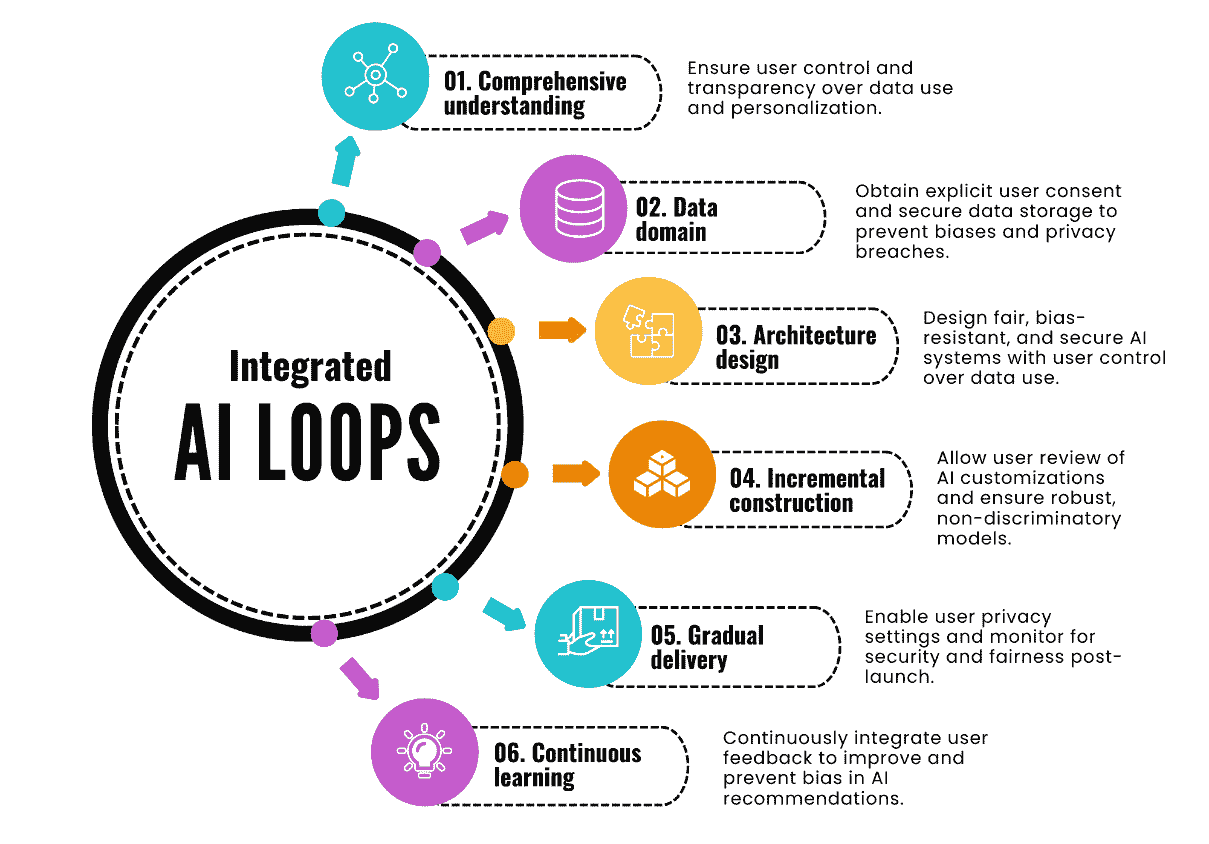 Integrated
AI LOOPS
01. Comprehensive
understanding
Ensure user control and
transparency over data use
and personalization.
02. Data
domain
Obtain explicit user consent
and secure data storage to
prevent biases and privacy
breaches.
03. Architecture
design
Design fair, bias-
resistant, and secure AI
systems with user control
over data use.
04. Incremental
construction
Allow user review of
AI customizations
and ensure robust,
non-discriminatory
models.
05. Gradual
delivery
Enable user privacy
settings and monitor for
security and fairness post-
launch.
06. Continuous
learning
Continuously integrate user
feedback to improve and
prevent bias in AI
recommendations.